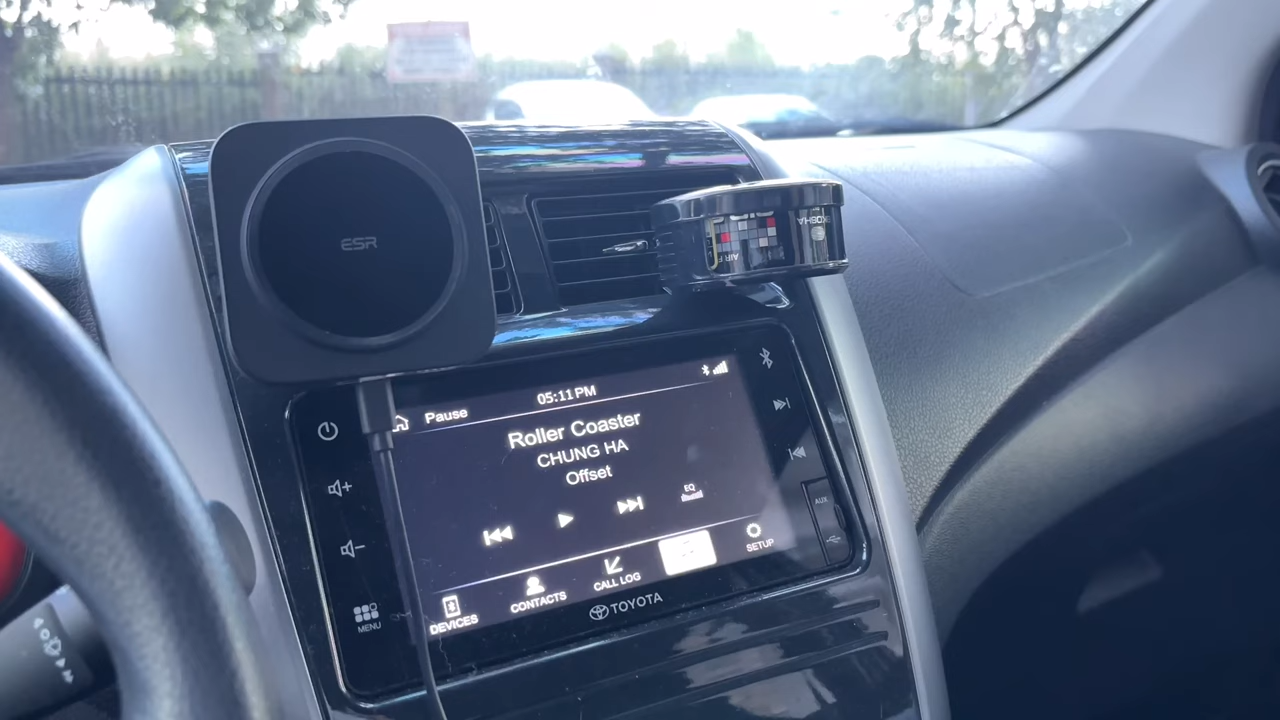 ESR
AIR F
Pause
05:11 PM
Roller Coaster
CHUNG HA
Offset
EQ
AUX
DEVICES
CONTACTS
CALL LOG
SETUP
MENU
TOYOTA